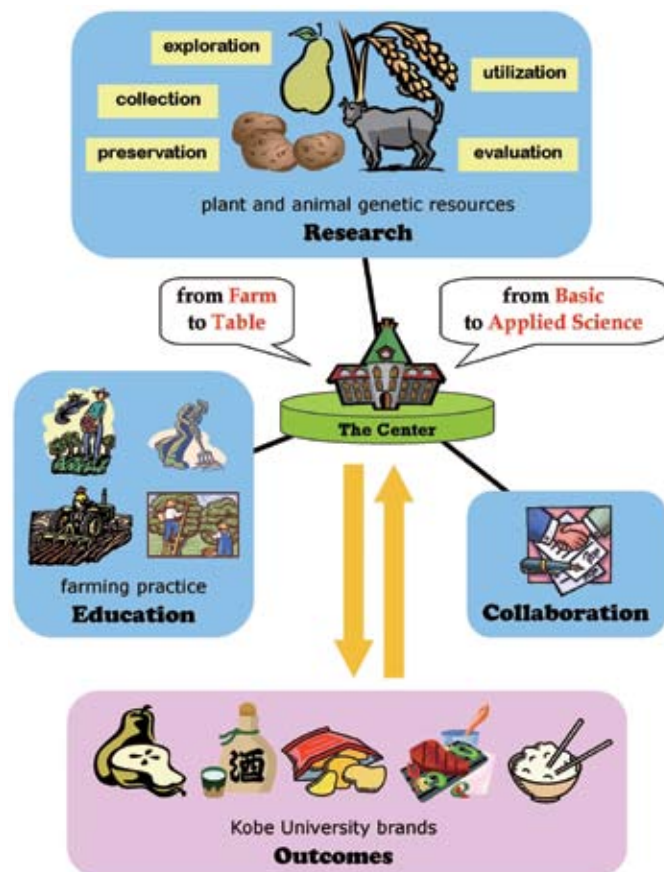 exploration
collection
preservation
utilization
evaluation
plant and animal genetic resources
Research
from Farm
to Table
from Basic
to Applied Science
The Center
farming practice
Education
Collaboration
酒
Kobe University brands
Outcomes